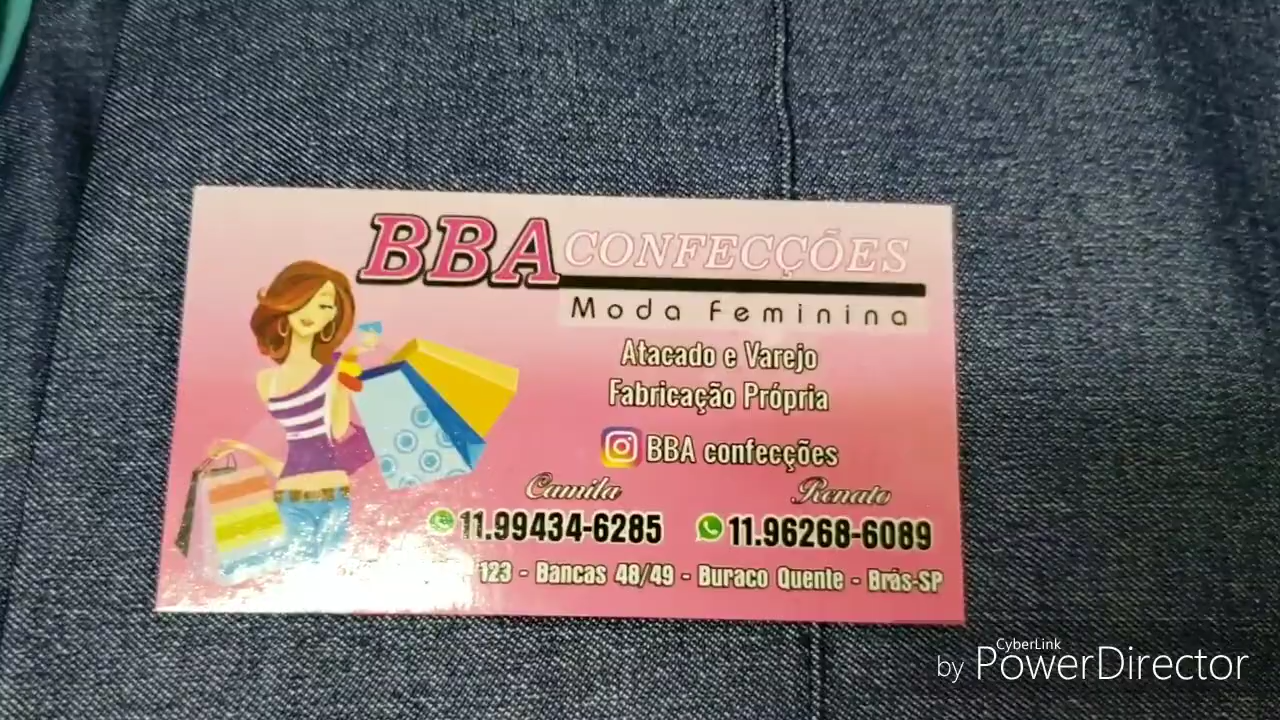 BBA CONFECÇÕES
Moda Feminina
Atacado e Varejo
Fabricação Própria
BBA confecções
Camila Renato
11.99434-6285 11.96268-6089
123 - Bancas 48/49 - Buraco Quente - Brás-SP
CyberLink
by PowerDirector